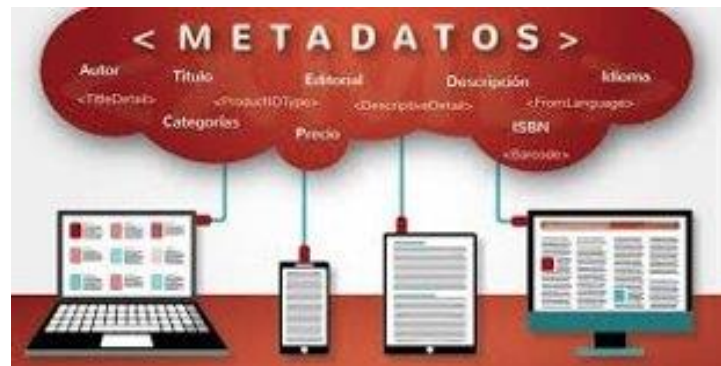 < METADATOS >
Autor Título Editorial Descripción Idioma
<TitleDetail> <ProductIDType> <DescriptiveDetail> <FromLanguage>
Categorías Precio ISBN
<Barcode>